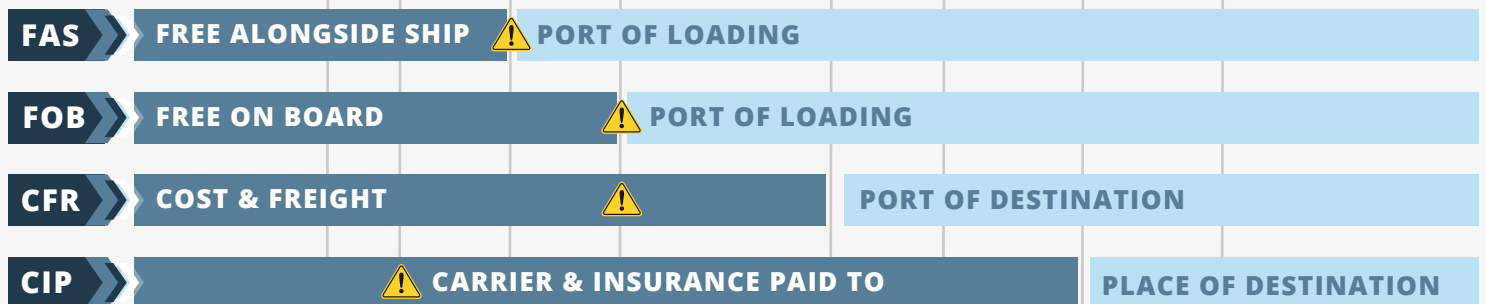 FAS FREE ALONGSIDE SHIP PORT OF LOADING
FOB FREE ON BOARD PORT OF LOADING
CFR COST & FREIGHT PORT OF DESTINATION
CIP CARRIER & INSURANCE PAID TO PLACE OF DESTINATION